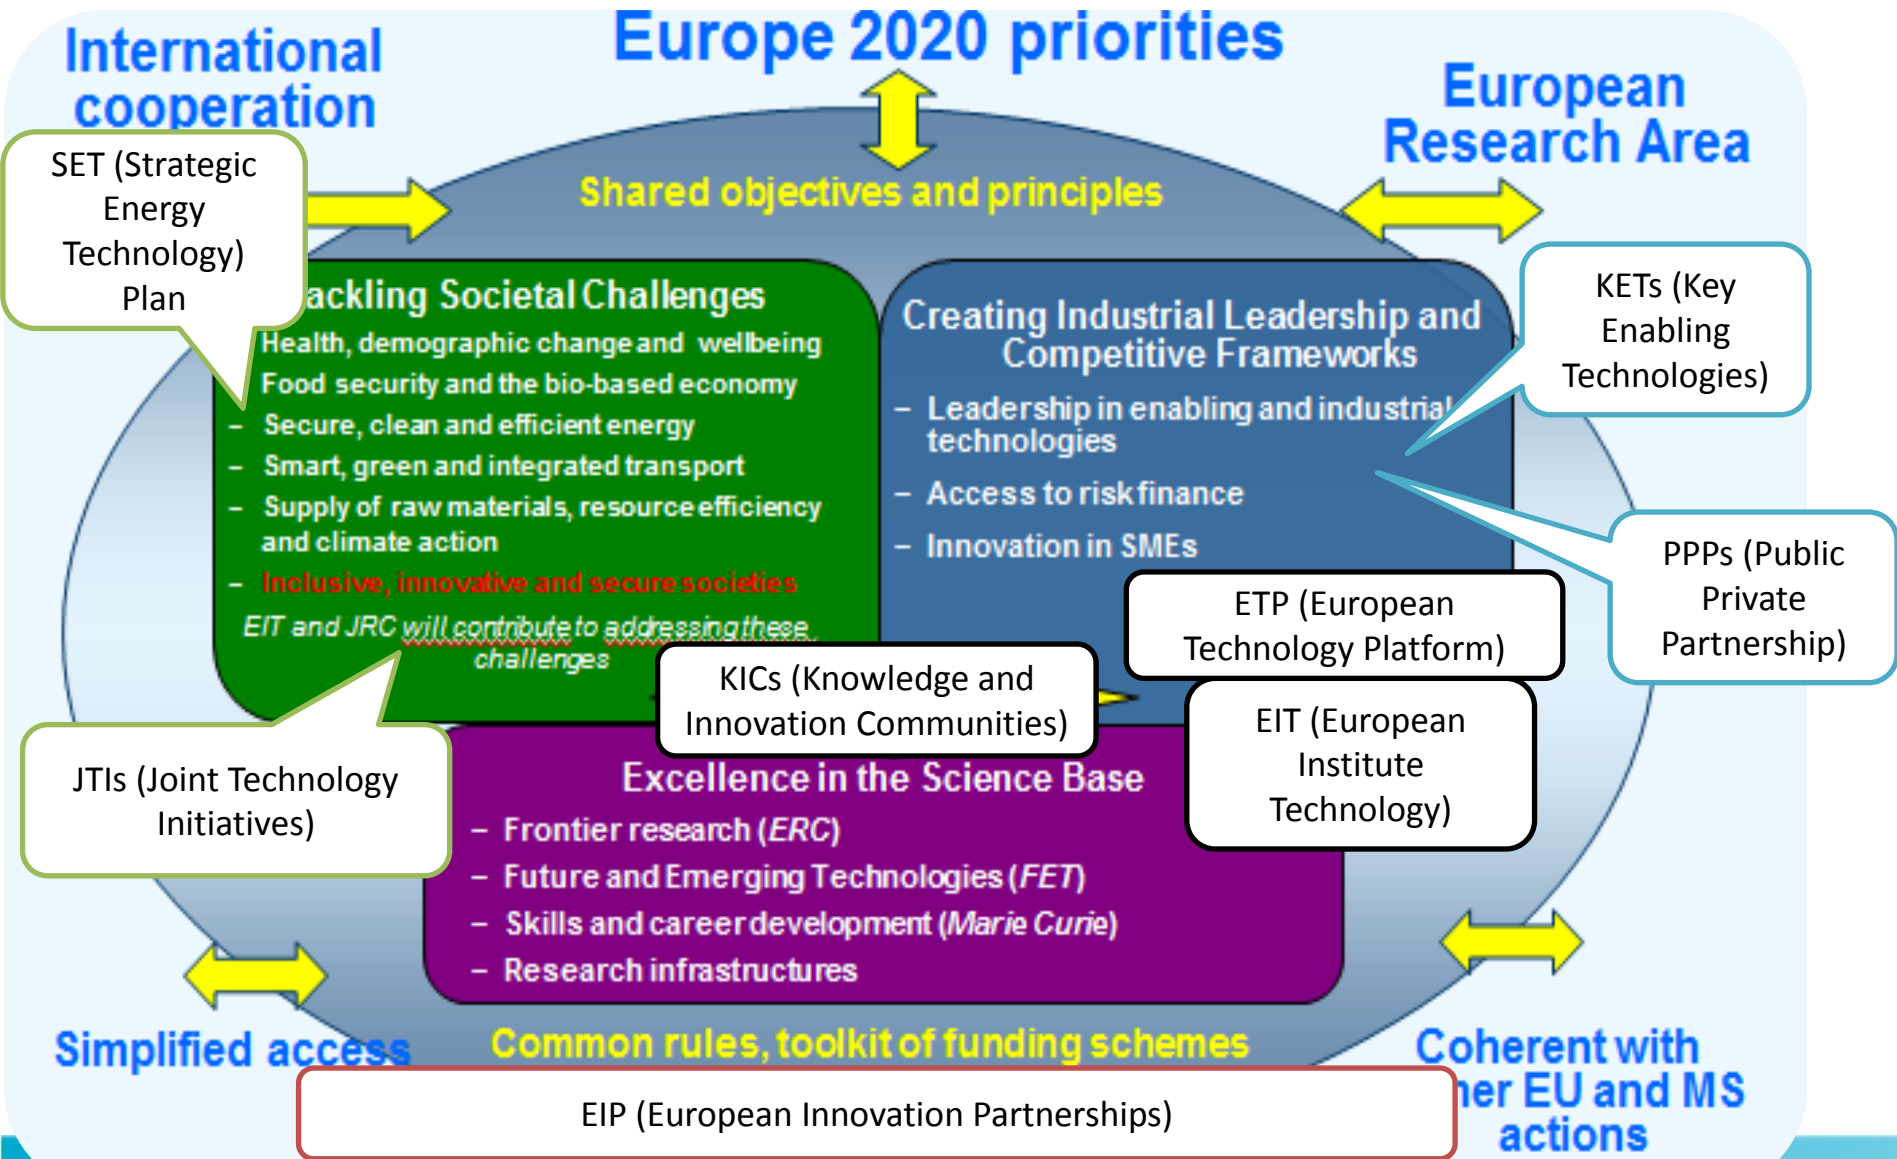 Europe 2020 priorities
International
cooperation
European
Research Area
SET (Strategic
Energy
Technology)
Plan
Shared objectives and principles
ackling Societal Challenges
Health, demographic change and wellbeing
Food security and the bio-based economy
– Secure, clean and efficient energy
– Smart, green and integrated transport
– Supply of raw materials, resource efficiency
and climate action
– Inclusive, innovative and secure societies
EIT and JRC will contribute to addressing these
challenges
Creating Industrial Leadership and
Competitive Frameworks
– Leadership in enabling and industrial
technologies
– Access to risk finance
– Innovation in SMEs
KETs (Key
Enabling
Technologies)
PPPs (Public
Private
Partnership)
ETP (European
Technology Platform)
KICs (Knowledge and
Innovation Communities)
EIT (European
Institute
Technology)
JTIs (Joint Technology
Initiatives)
Excellence in the Science Base
– Frontier research (ERC)
– Future and Emerging Technologies (FET)
– Skills and career development (Marie Curie)
– Research infrastructures
Simplified access
Common rules, toolkit of funding schemes
Coherent with
her EU and MS
actions
EIP (European Innovation Partnerships)